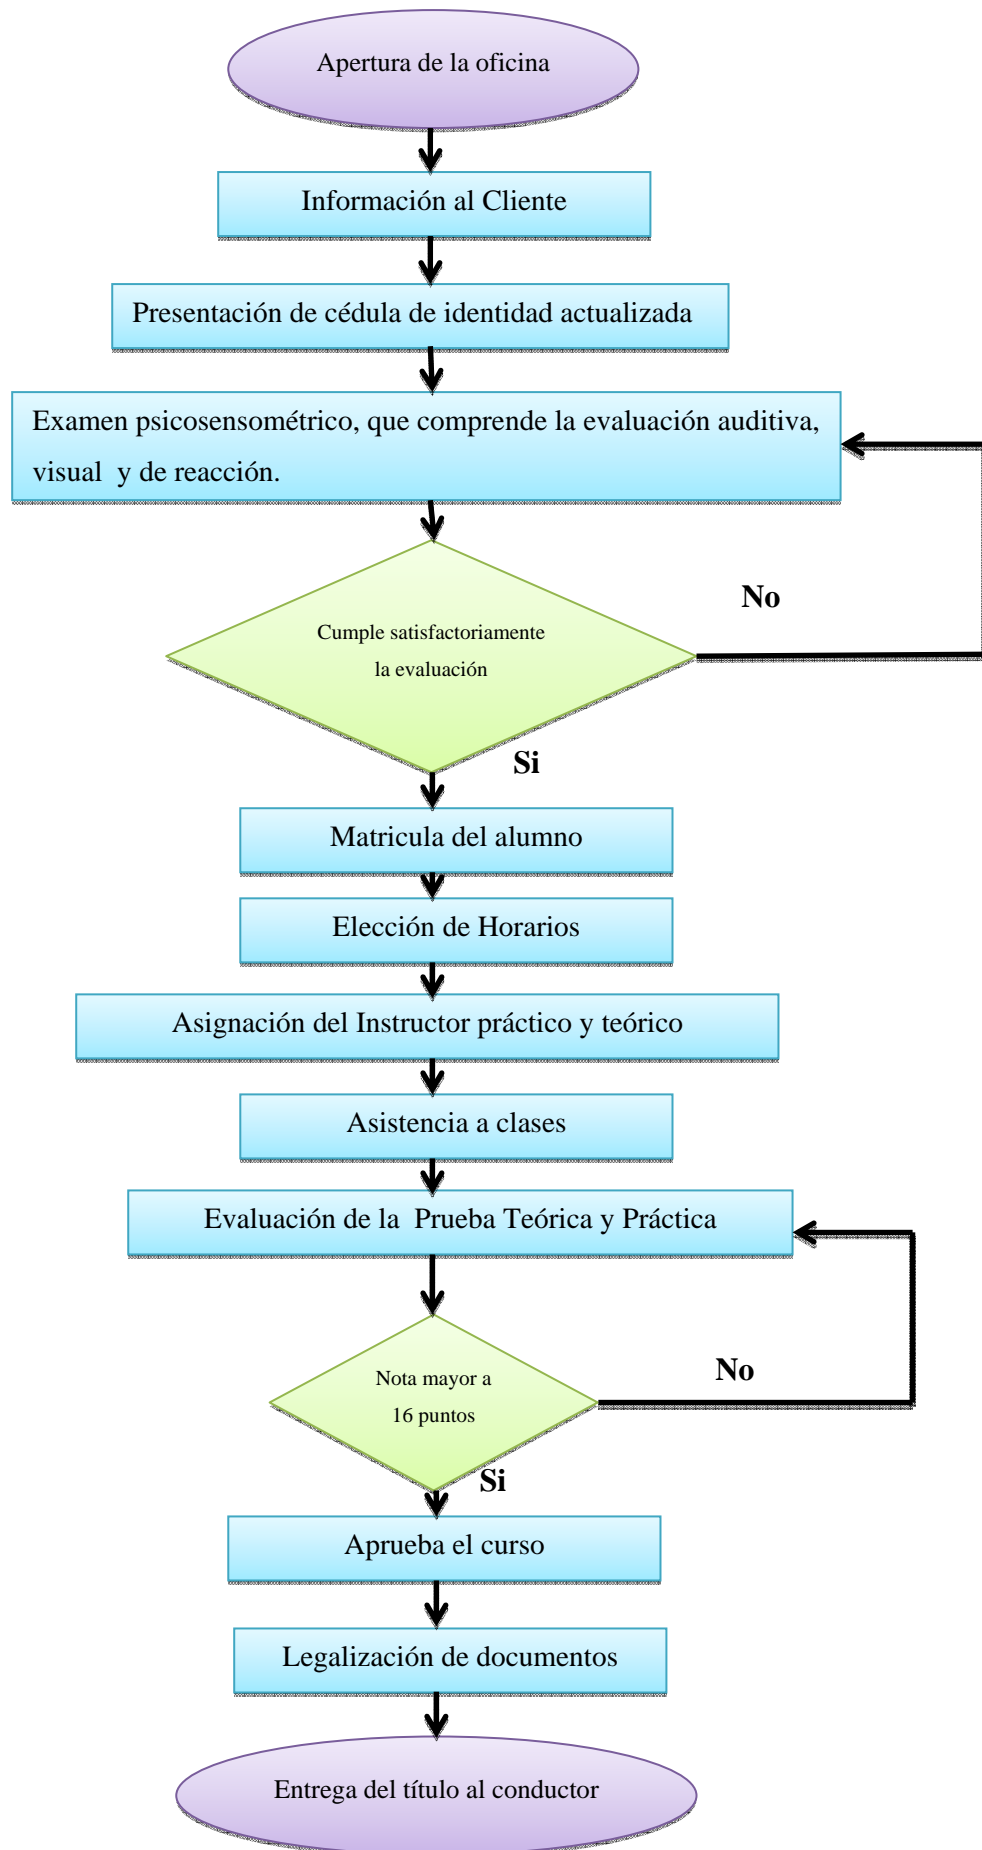 Apertura de la oficina
Información al Cliente
Presentación de cédula de identidad actualizada
Examen psicosensométrico, que comprende la evaluación auditiva,
visual y de reacción.
No
Cumple satisfactoriamente
la evaluación
Si
Matricula del alumno
Elección de Horarios
Asignación del Instructor práctico y teórico
Asistencia a clases
Evaluación de la Prueba Teórica y Práctica
No
Nota mayor a
16 puntos
Si
Aprueba el curso
Legalización de documentos
Entrega del título al conductor